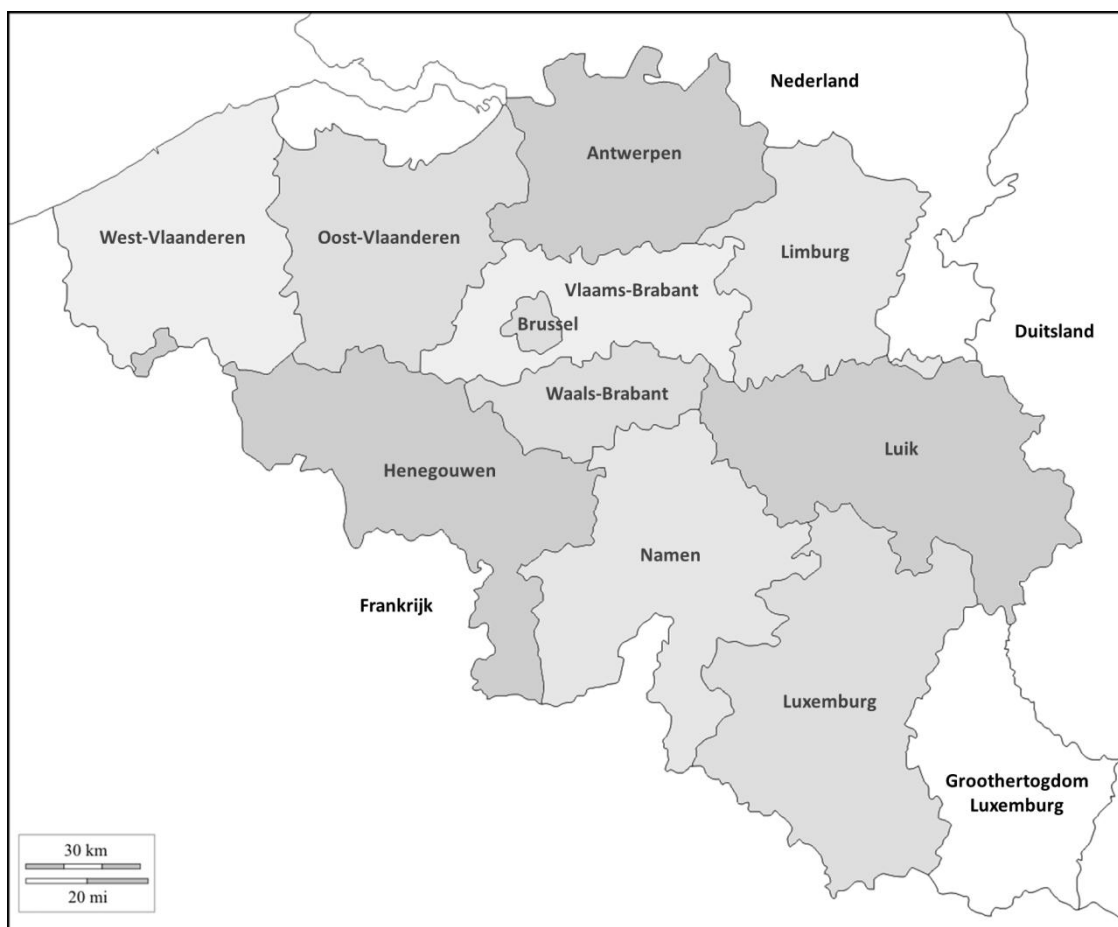 Nederland
Antwerpen
West-Vlaanderen
Oost-Vlaanderen
Limburg
Vlaams-Brabant
Brussel
Duitsland
Waals-Brabant
Luik
Henegouwen
Namen
Frankrijk
Luxemburg
Groothertogdom
Luxemburg
30 km
20 mi